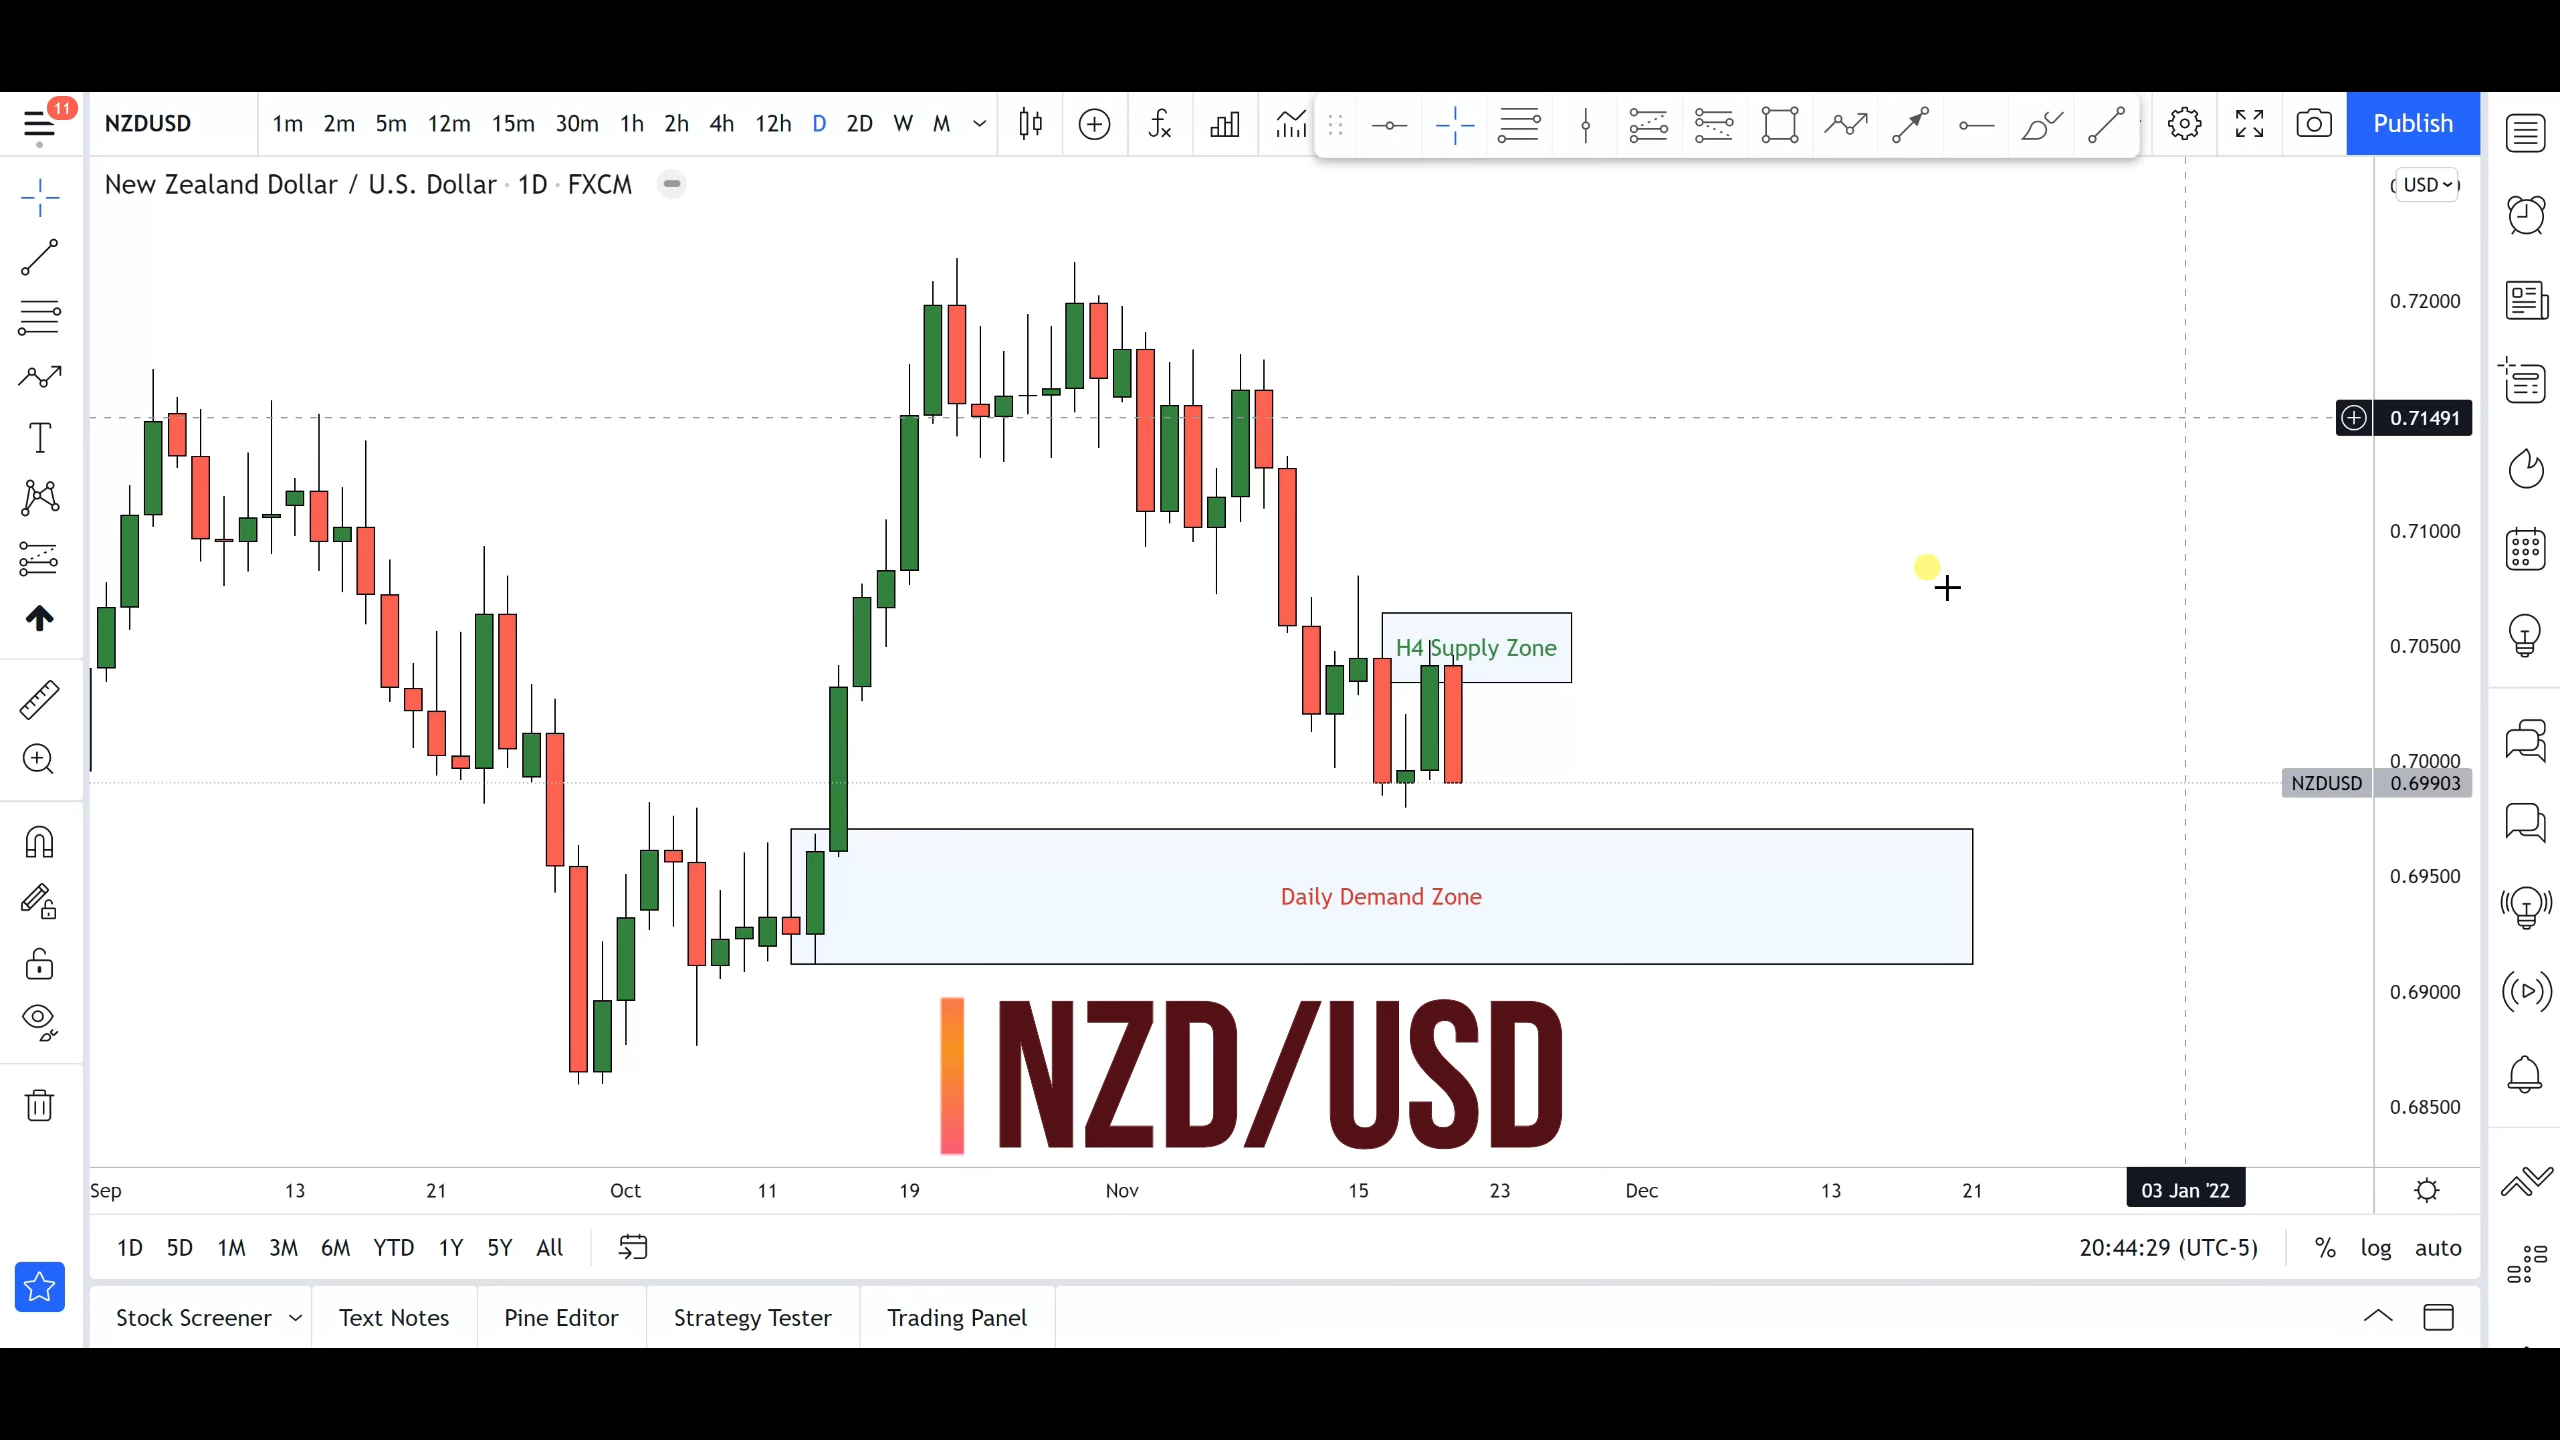 11
NZDUSD 1m 2m 5m 12m 15m 30m 1h 2h 4h 12h D 2D W M Publish
New Zealand Dollar / U.S. Dollar · 1D · FXCM
USD
0.72000
0.71491
0.71000
H4 Supply Zone
0.70500
0.70000
NZDUSD 0.69903
0.69500
Daily Demand Zone
0.69000
NZD/USD
0.68500
Sep 13 21 Oct 11 19 Nov 15 23 Dec 13 21 03 Jan '22
1D 5D 1M 3M 6M YTD 1Y 5Y All 20:44:29 (UTC-5) % log auto
Stock Screener Text Notes Pine Editor Strategy Tester Trading Panel